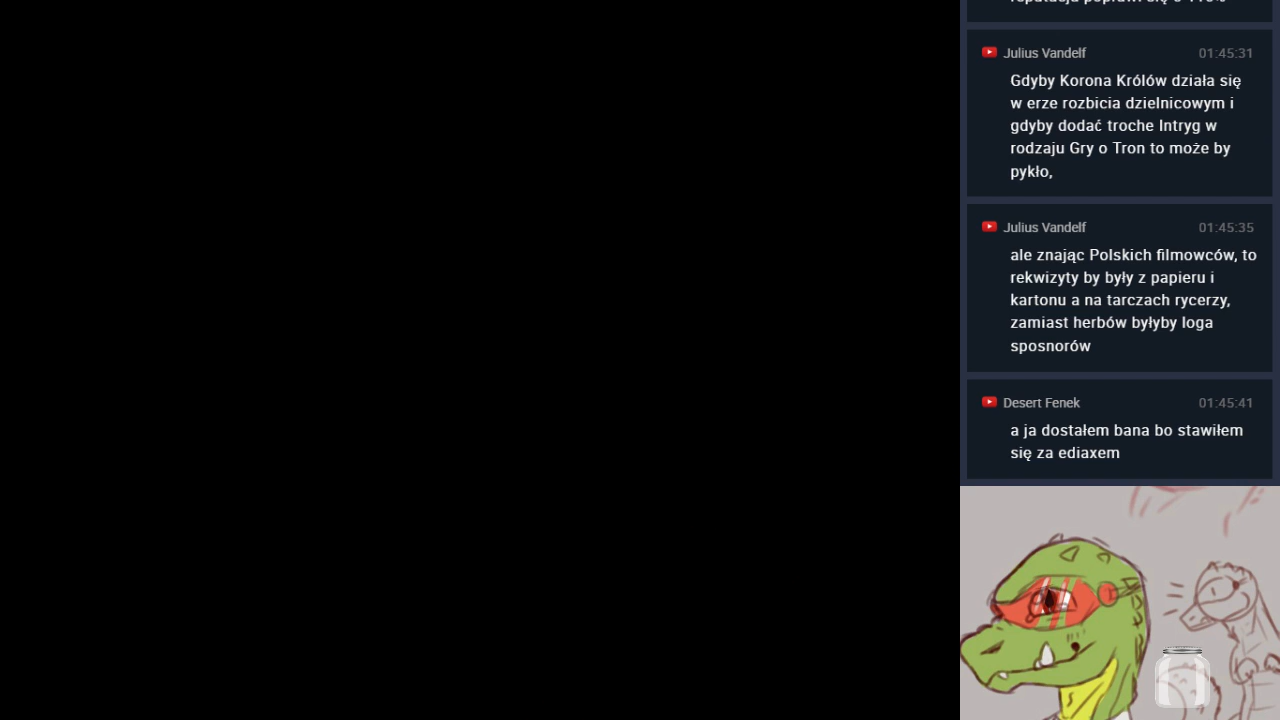 Julius Vandelf 01:45:31
Gdyby Korona Królów działa się
w erze rozbicia dzielnicowym i
gdyby dodać troche Intryg w
rodzaju Gry o Tron to może by
pykło,
Julius Vandelf 01:45:35
ale znając Polskich filmowców, to
rekwizyty by były z papieru i
kartonu a na tarczach rycerzy,
zamiast herbów byłyby loga
sposnorów
Desert Fenek 01:45:41
a ja dostałem bana bo stawiłem
się za ediaxem